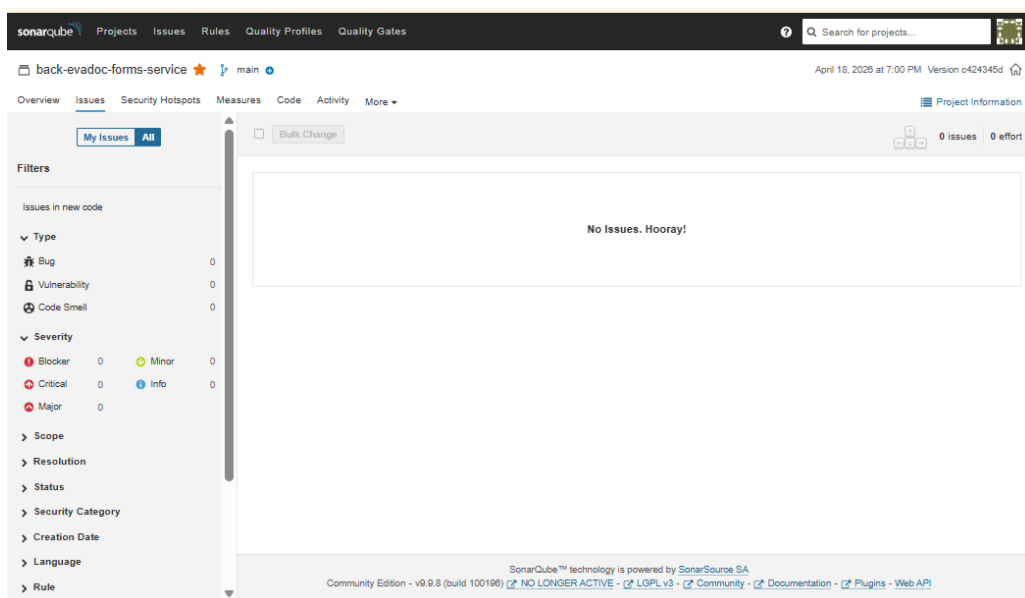 sonarqube Projects Issues Rules Quality Profiles Quality Gates ? Search for projects...
back-evadoc-forms-service main April 18, 2026 at 7:00 PM Version c424345d
Overview Issues Security Hotspots Measures Code Activity More Project Information
My Issues All Bulk Change 0 issues 0 effort
Filters
Issues in new code
No Issues. Hooray!
Type
Bug 0
Vulnerability 0
Code Smell 0
Severity
Blocker 0 Minor 0
Critical 0 Info 0
Major 0
Scope
Resolution
Status
Security Category
Creation Date
Language
Rule
SonarQube™ technology is powered by SonarSource SA
Community Edition - v9.9.8 (build 100196) NO LONGER ACTIVE - LGPL v3 - Community - Documentation - Plugins - Web API